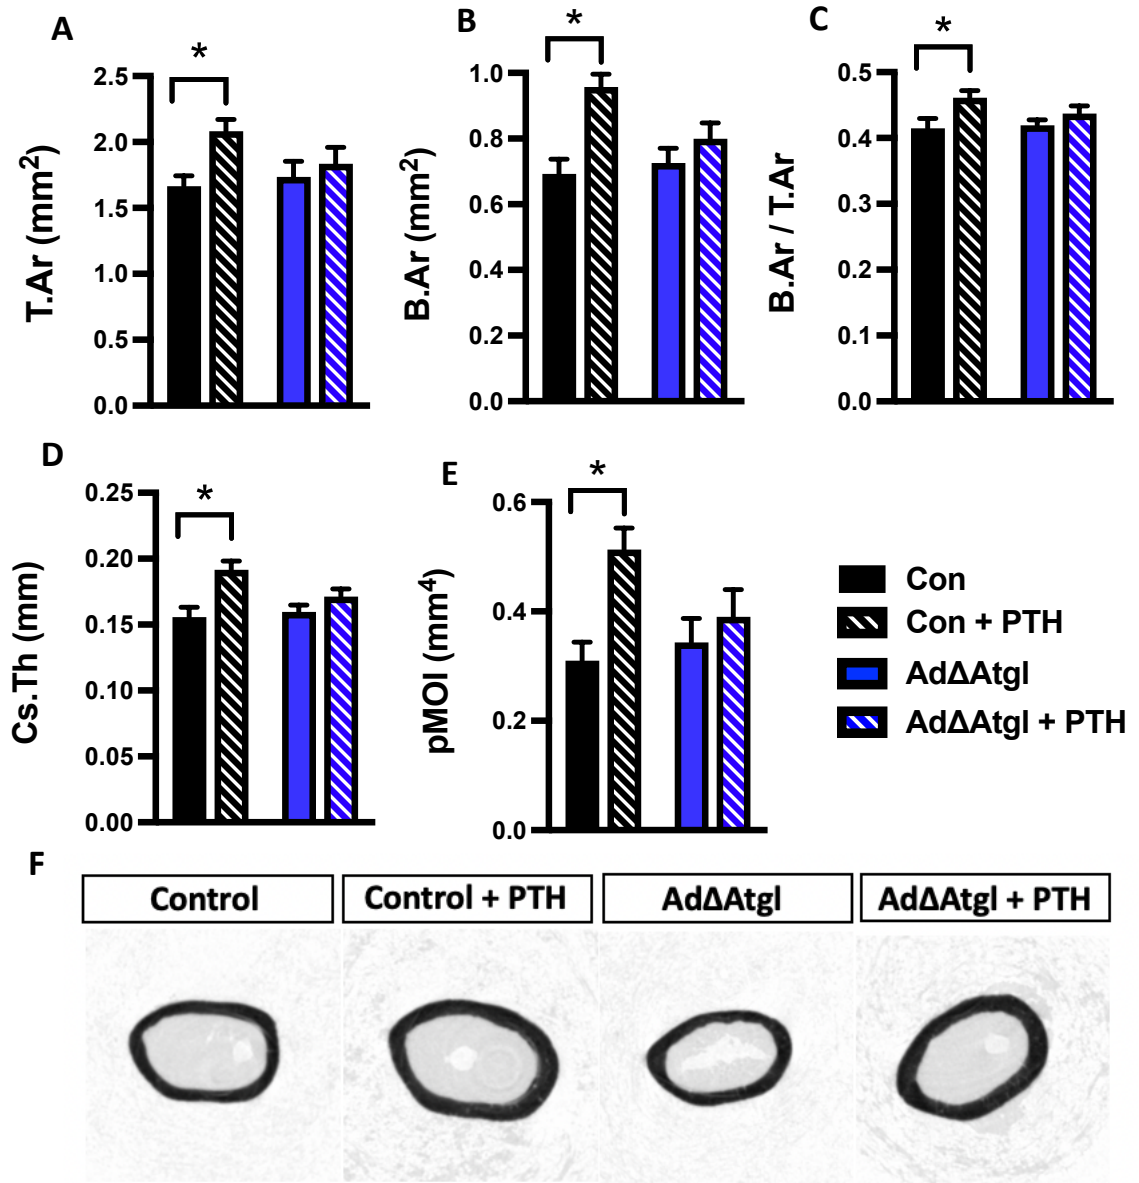 A
*
T.Ar (mm²)
2.5
2.0
1.5
1.0
0.5
0.0
B
*
B.Ar (mm²)
1.0
0.8
0.6
0.4
0.2
0.0
C
*
B.Ar / T.Ar
0.5
0.4
0.3
0.2
0.1
0.0
D
*
Cs.Th (mm)
0.25
0.20
0.15
0.10
0.05
0.00
E
*
pMOI (mm⁴)
0.6
0.4
0.2
0.0
Con
Con + PTH
AdΔAtgl
AdΔAtgl + PTH
F
Control
Control + PTH
AdΔAtgl
AdΔAtgl + PTH